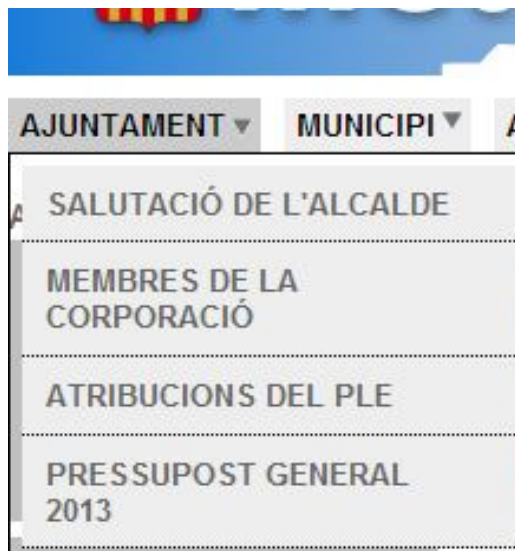 AJUNTAMENT
MUNICIPI
SALUTACIÓ DE L'ALCALDE
MEMBRES DE LA
CORPORACIÓ
ATRIBUCIONS DEL PLE
PRESSUPOST GENERAL
2013